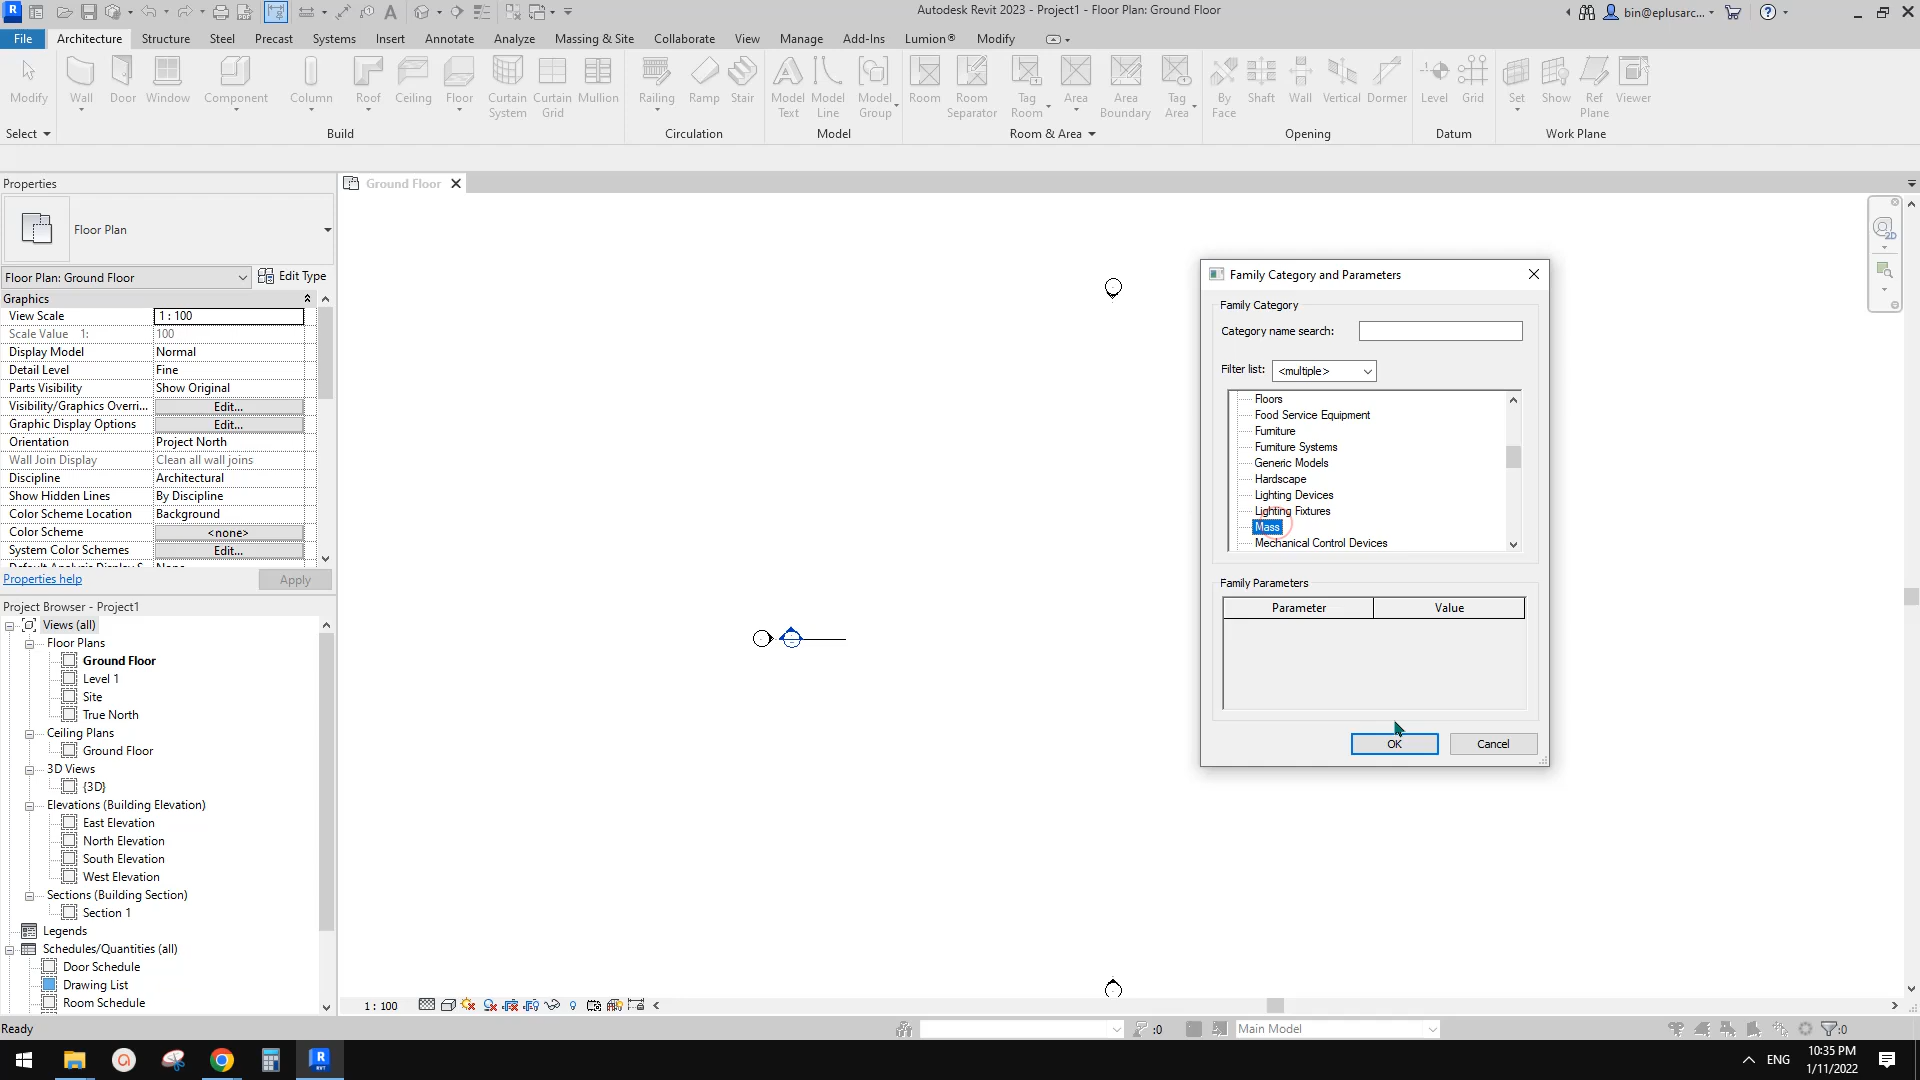 Autodesk Revit 2023 - Project1 - Floor Plan: Ground Floor
bin@eplusarc...
File Architecture Structure Steel Precast Systems Insert Annotate Analyze Massing & Site Collaborate View Manage Add-Ins Lumion® Modify
Modify Wall Door Window Component Column Roof Ceiling Floor Curtain System Curtain Grid Mullion Railing Ramp Stair Model Text Model Line Model Group Room Room Separator Tag Room Area Area Boundary Tag Area By Face Shaft Wall Vertical Dormer Level Grid Set Show Ref Plane Viewer
Select Build Circulation Model Room & Area Opening Datum Work Plane
Properties
Ground Floor
Floor Plan
Floor Plan: Ground Floor Edit Type
Graphics
View Scale 1 : 100
Scale Value 1: 100
Display Model Normal
Detail Level Fine
Parts Visibility Show Original
Visibility/Graphics Overri... Edit...
Graphic Display Options Edit...
Orientation Project North
Wall Join Display Clean all wall joins
Discipline Architectural
Show Hidden Lines By Discipline
Color Scheme Location Background
Color Scheme <none>
System Color Schemes Edit...
Properties help Apply
Project Browser - Project1
Views (all)
Floor Plans
Ground Floor
Level 1
Site
True North
Ceiling Plans
Ground Floor
3D Views
{3D}
Elevations (Building Elevation)
East Elevation
North Elevation
South Elevation
West Elevation
Sections (Building Section)
Section 1
Legends
Schedules/Quantities (all)
Door Schedule
Drawing List
Room Schedule
Family Category and Parameters
Family Category
Category name search:
Filter list: <multiple>
Floors
Food Service Equipment
Furniture
Furniture Systems
Generic Models
Hardscape
Lighting Devices
Lighting Fixtures
Mass
Mechanical Control Devices
Family Parameters
Parameter Value
OK Cancel
1 : 100
Ready :0 Main Model :0
ENG 10:35 PM
1/11/2022